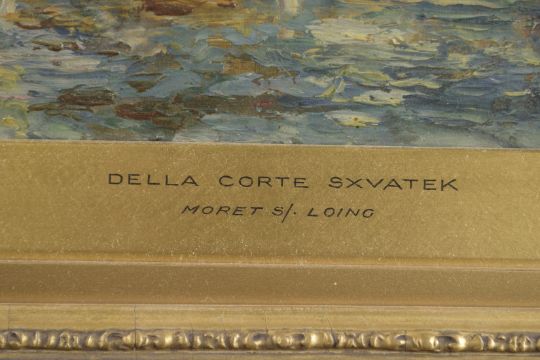 DELLA CORTE SXVATEK
MORET S/. LOING